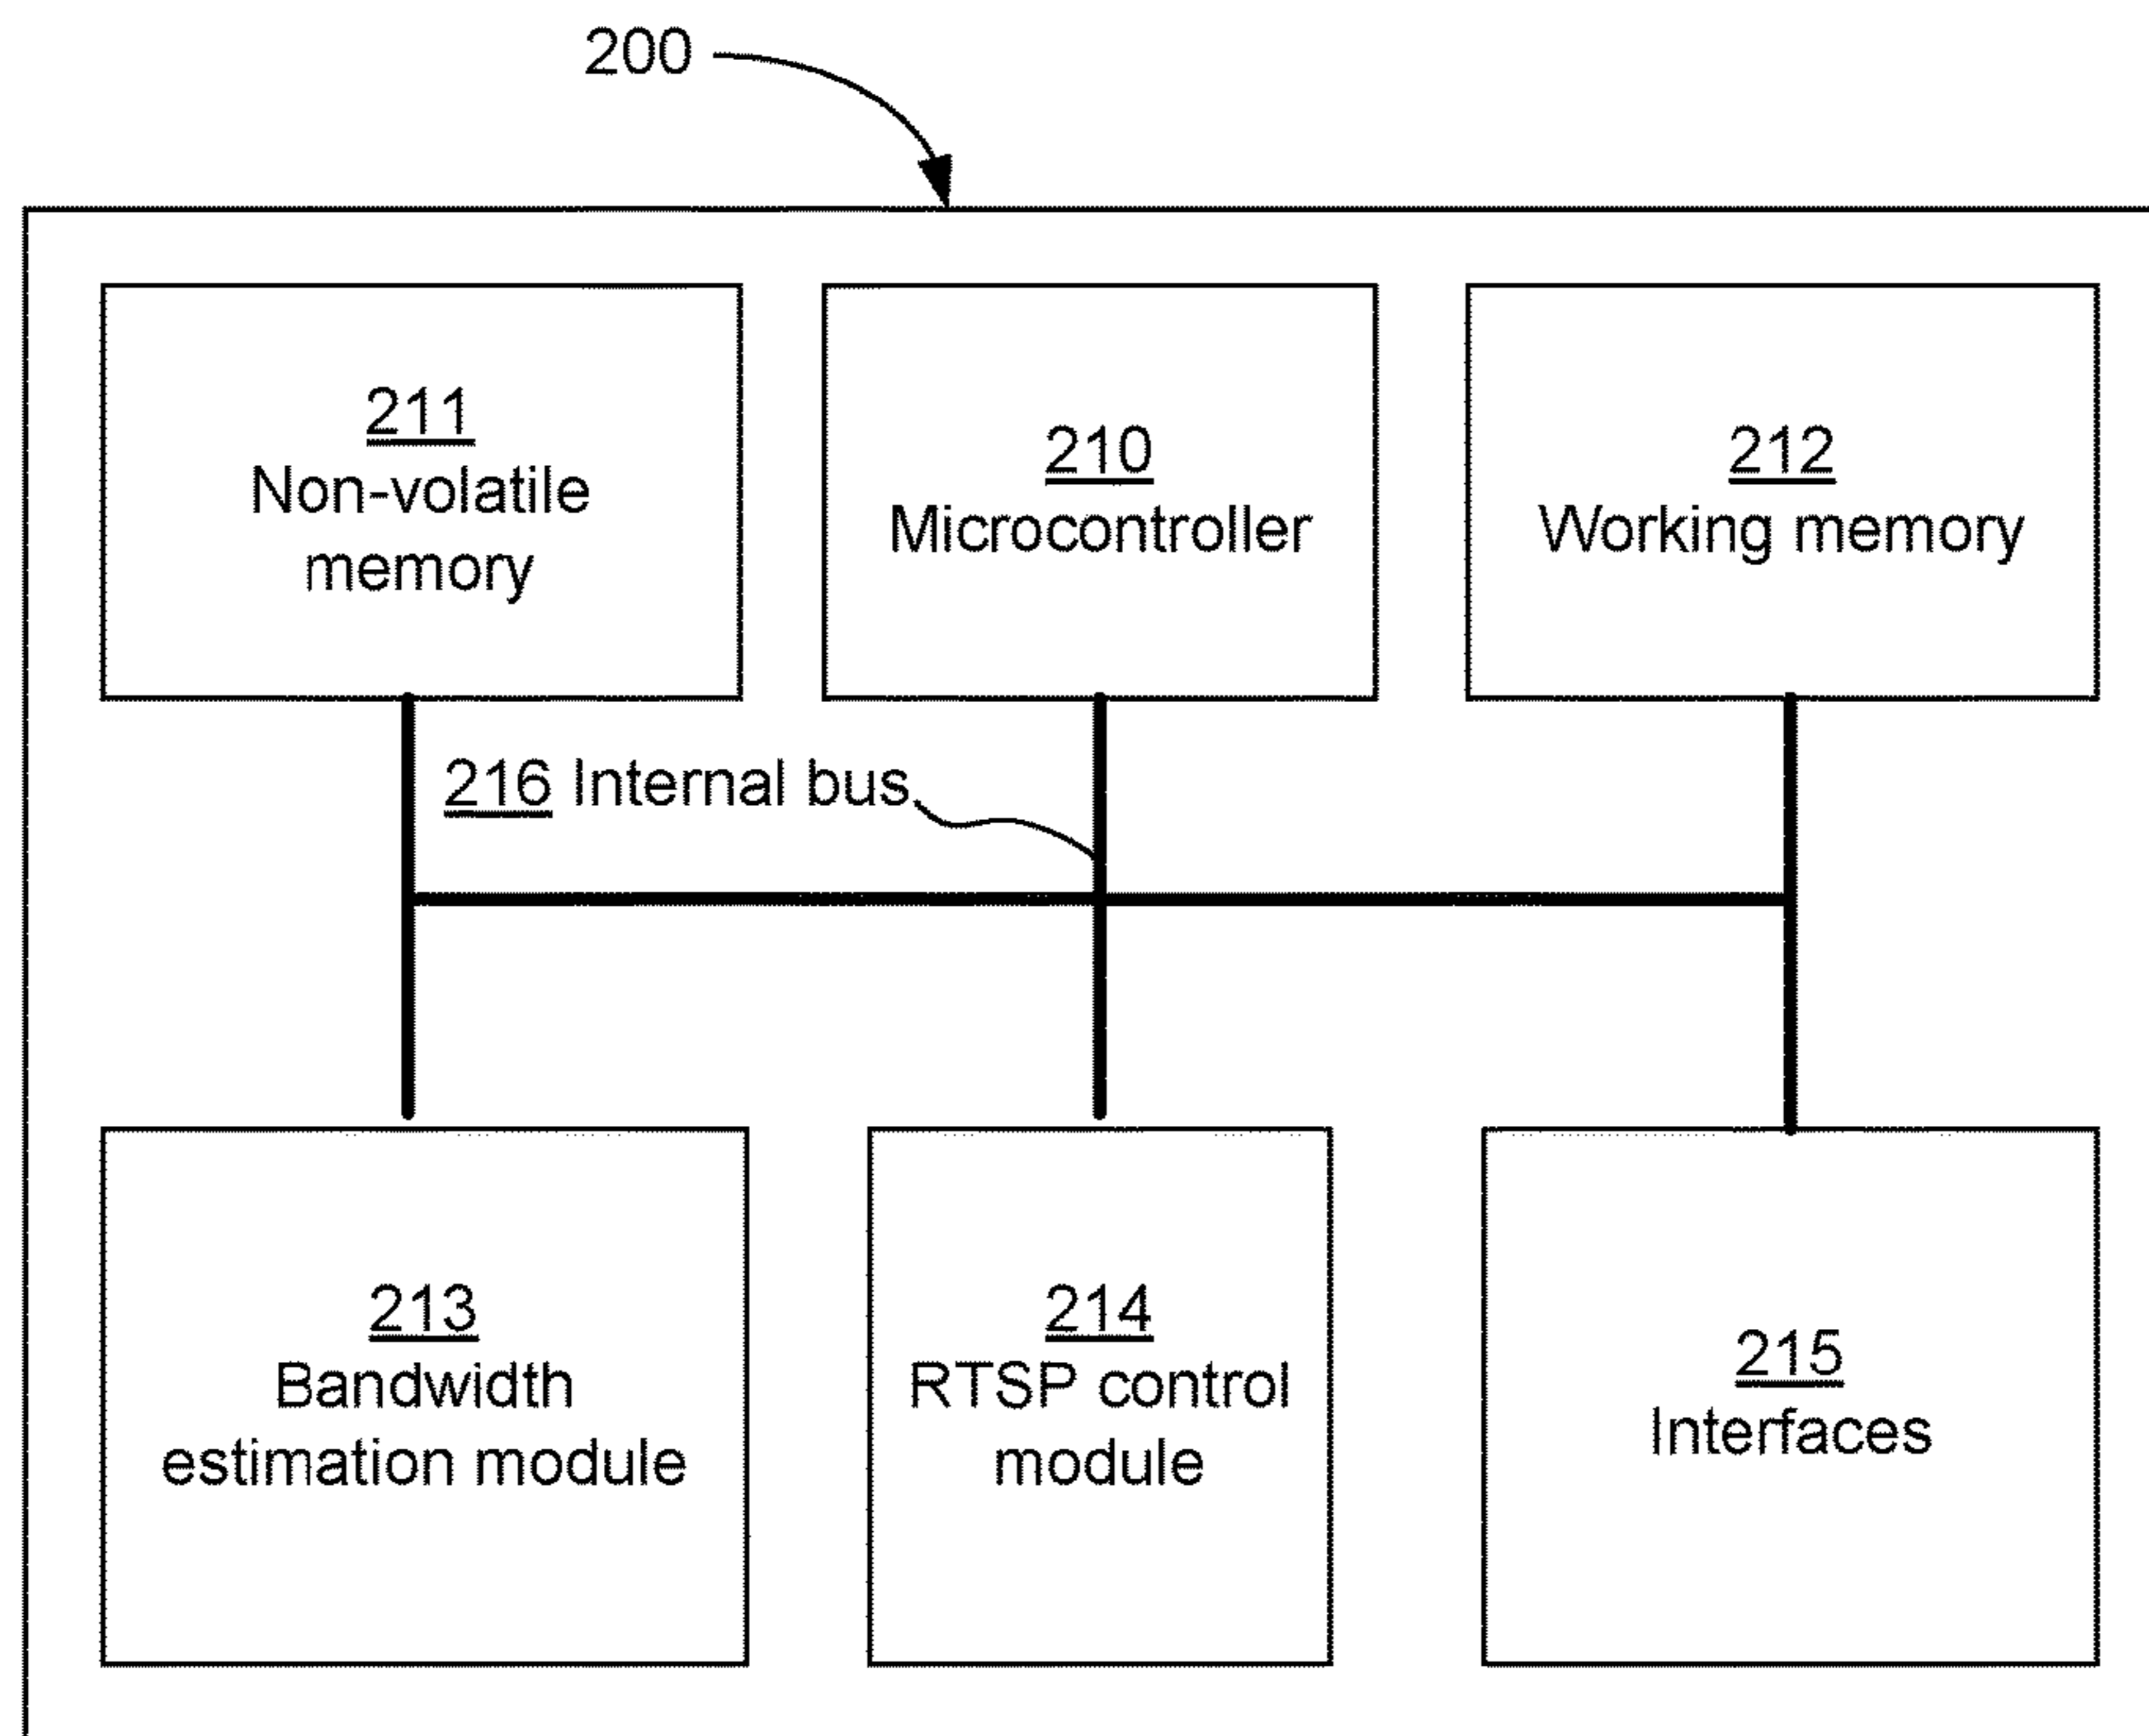 200
211
Non-volatile
memory
210
Microcontroller
212
Working memory
216 Internal bus
213
Bandwidth
estimation module
214
RTSP control
module
215
Interfaces